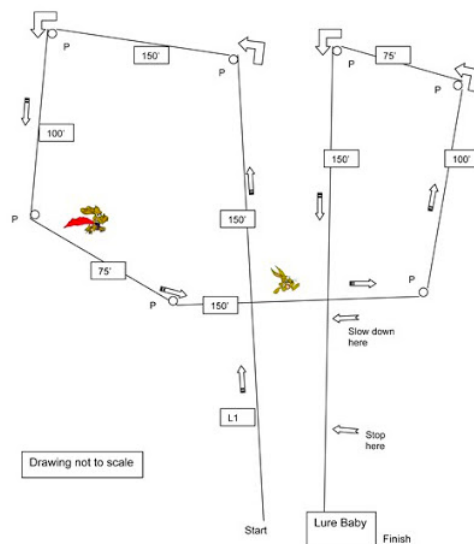 75’
150’
P
P
P
P
100’
150’
100’
P
150’
75’
P
P
150’
Slow down
here
L1
Stop
here
Drawing not to scale
Start
Lure Baby
Finish